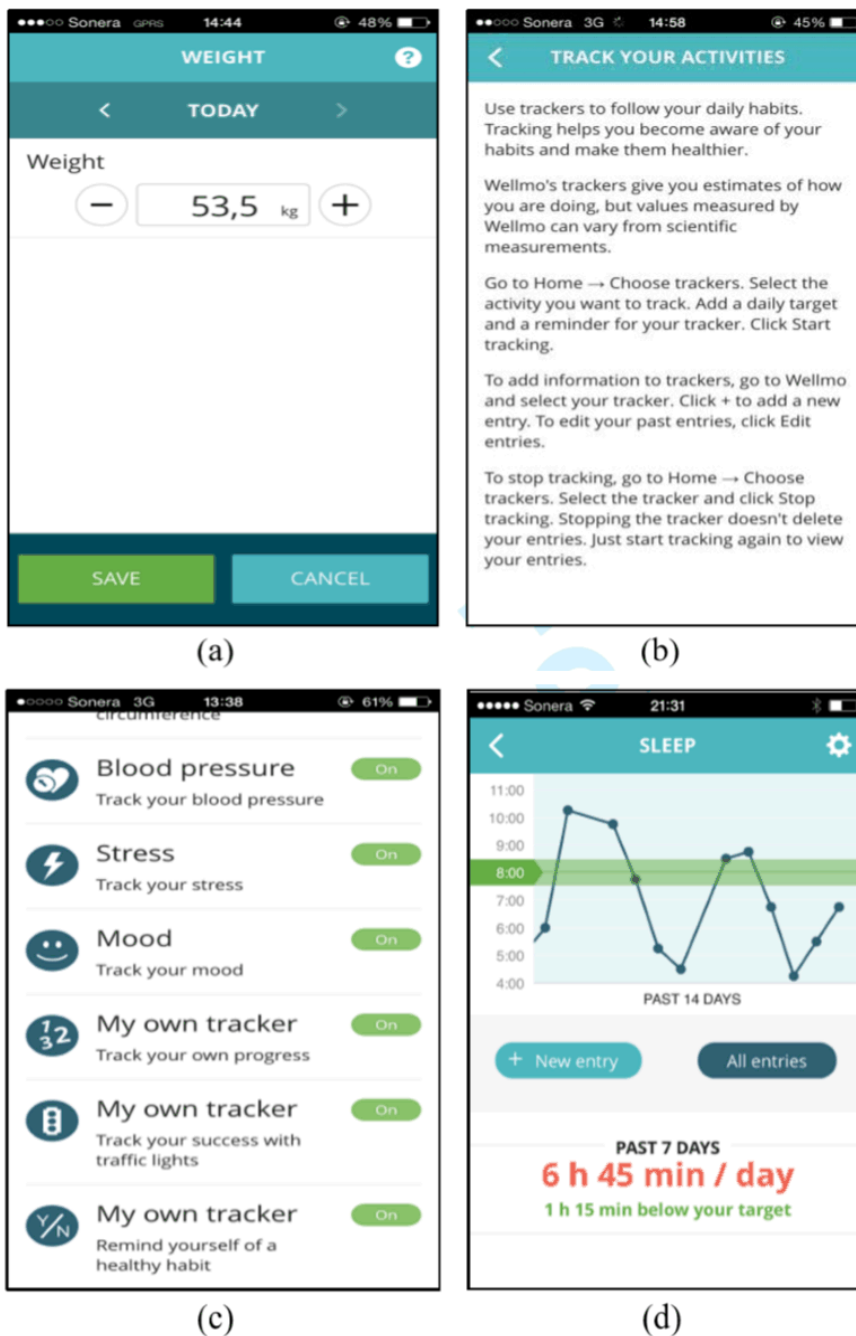 Sonera GPRS 14:44 48%
WEIGHT ?
< TODAY >
Weight
− 53,5 kg +
SAVE CANCEL
(a)
Sonera 3G 14:58 45%
< TRACK YOUR ACTIVITIES
Use trackers to follow your daily habits.
Tracking helps you become aware of your
habits and make them healthier.
Wellmo's trackers give you estimates of how
you are doing, but values measured by
Wellmo can vary from scientific
measurements.
Go to Home → Choose trackers. Select the
activity you want to track. Add a daily target
and a reminder for your tracker. Click Start
tracking.
To add information to trackers, go to Wellmo
and select your tracker. Click + to add a new
entry. To edit your past entries, click Edit
entries.
To stop tracking, go to Home → Choose
trackers. Select the tracker and click Stop
tracking. Stopping the tracker doesn't delete
your entries. Just start tracking again to view
your entries.
(b)
Sonera 3G 13:38 61%
circumference
Blood pressure On
Track your blood pressure
Stress On
Track your stress
Mood On
Track your mood
1 2 3
My own tracker On
Track your own progress
My own tracker On
Track your success with
traffic lights
Y/N
My own tracker On
Remind yourself of a
healthy habit
(c)
Sonera 21:31
< SLEEP
11:00
10:00
9:00
8:00
7:00
6:00
5:00
4:00
PAST 14 DAYS
+ New entry All entries
PAST 7 DAYS
6 h 45 min / day
1 h 15 min below your target
(d)